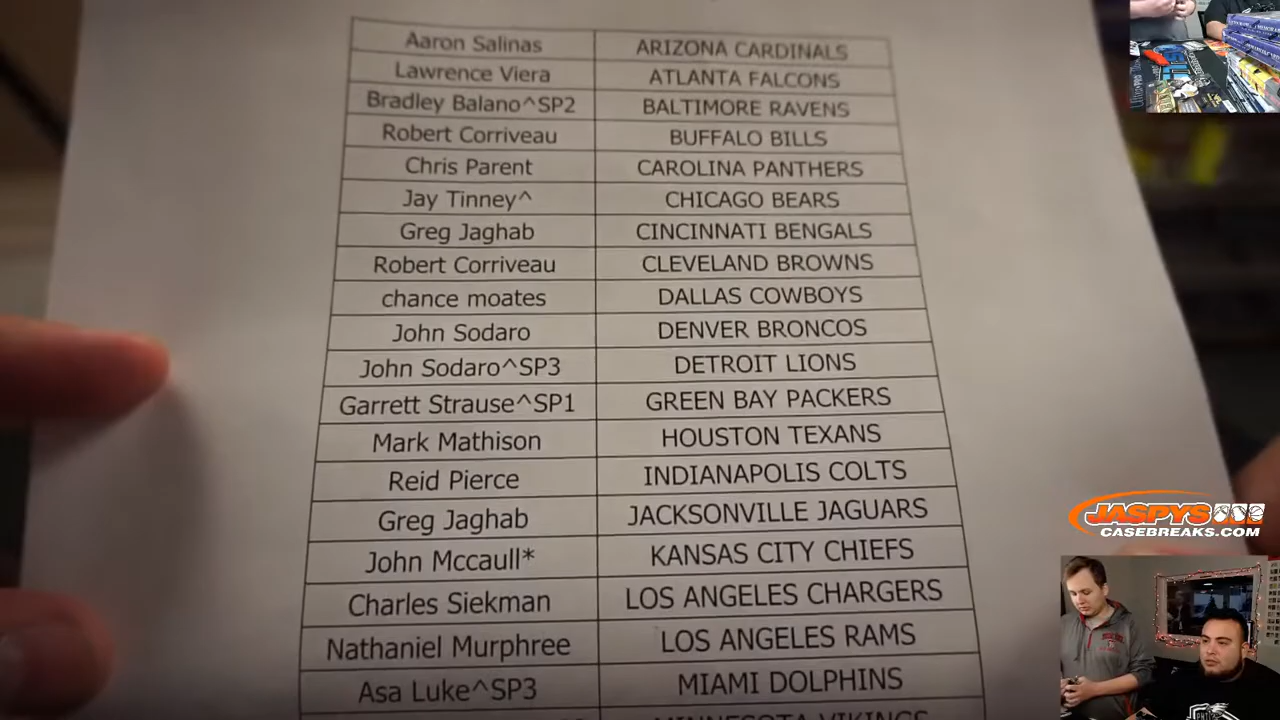 Aaron Salinas ARIZONA CARDINALS
Lawrence Viera ATLANTA FALCONS
Bradley Balano^SP2 BALTIMORE RAVENS
Robert Corriveau BUFFALO BILLS
Chris Parent CAROLINA PANTHERS
Jay Tinney^ CHICAGO BEARS
Greg Jaghab CINCINNATI BENGALS
Robert Corriveau CLEVELAND BROWNS
chance moates DALLAS COWBOYS
John Sodaro DENVER BRONCOS
John Sodaro^SP3 DETROIT LIONS
Garrett Strause^SP1 GREEN BAY PACKERS
Mark Mathison HOUSTON TEXANS
Reid Pierce INDIANAPOLIS COLTS
Greg Jaghab JACKSONVILLE JAGUARS
John Mccaull* KANSAS CITY CHIEFS
Charles Siekman LOS ANGELES CHARGERS
Nathaniel Murphree LOS ANGELES RAMS
Asa Luke^SP3 MIAMI DOLPHINS
MINNESOTA VIKINGS
JASPYS
CASEBREAKS.COM